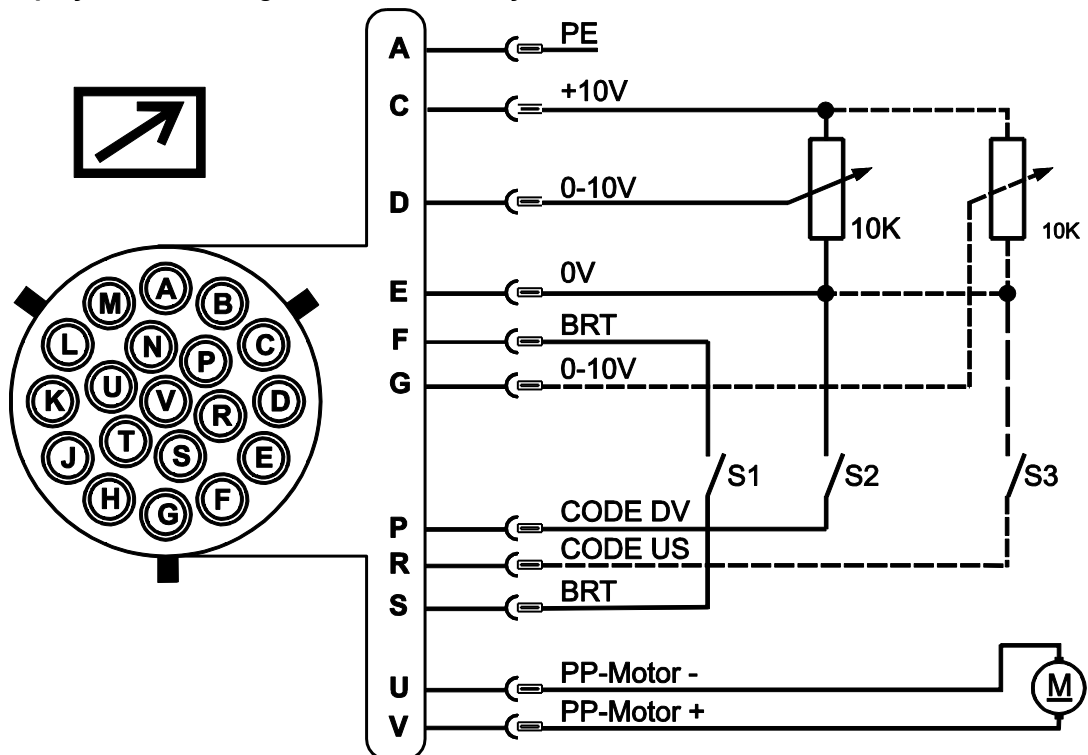 A PE
C +10V
D 0-10V
10K 10K
E 0V
F BRT
G 0-10V
S1 S2 S3
P CODE DV
R CODE US
S BRT
U PP-Motor -
V PP-Motor +
M
A
M B
L N P C
K U V R D
J T S E
H G F